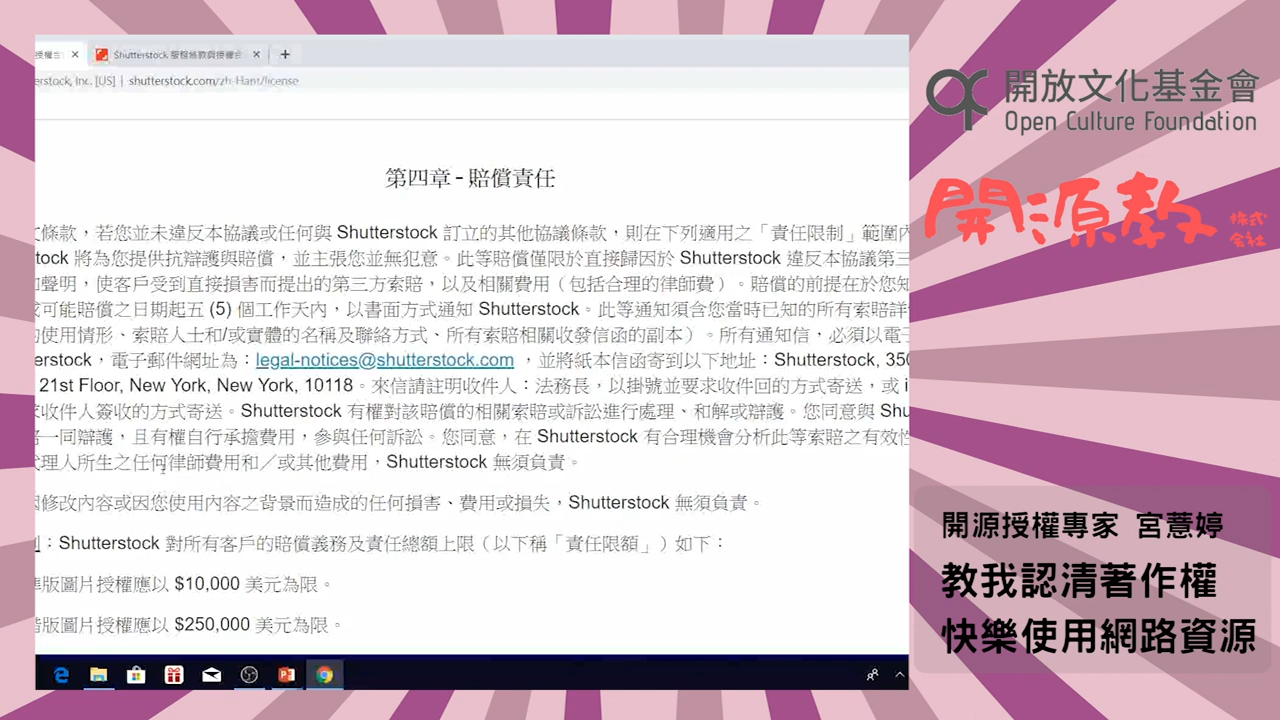 授權合
Shutterstock 服務條款與授權合
erstock, Inc. [US] | shutterstock.com/zh-Hant/license
第四章 - 賠償責任
條款，若您並未違反本協議或任何與 Shutterstock 訂立的其他協議條款，則在下列適用之「責任限制」範圍內
tock 將為您提供抗辯護與賠償，並主張您並無犯意。此等賠償僅限於直接歸因於 Shutterstock 違反本協議第三
聲明，使客戶受到直接損害而提出的第三方索賠，以及相關費用（包括合理的律師費）。賠償的前提在於您知
可能賠償之日期起五 (5) 個工作天內，以書面方式通知 Shutterstock。此等通知須含您當時已知的所有索賠詳
使用情形、索賠人士和/或實體的名稱及聯絡方式、所有索賠相關收發信函的副本）。所有通知信，必須以電子
terstock，電子郵件網址為：legal-notices@shutterstock.com ，並將紙本信函寄到以下地址：Shutterstock, 350
21st Floor, New York, New York, 10118。來信請註明收件人：法務長，以掛號並要求收件回的方式寄送，或 i
收件人簽收的方式寄送。Shutterstock 有權對該賠償的相關索賠或訴訟進行處理、和解或辯護。您同意與 Shu
一同辯護，且有權自行承擔費用，參與任何訴訟。您同意，在 Shutterstock 有合理機會分析此等索賠之有效性
代理人所生之任何律師費用和／或其他費用，Shutterstock 無須負責。
因修改內容或因您使用內容之背景而造成的任何損害、費用或損失，Shutterstock 無須負責。
：Shutterstock 對所有客戶的賠償義務及責任總額上限（以下稱「責任限額」）如下：
準版圖片授權應以 $10,000 美元為限。
階版圖片授權應以 $250,000 美元為限。
開放文化基金會
Open Culture Foundation
開源教
株式
会社
開源授權專家 宮薏婷
教我認清著作權
快樂使用網路資源